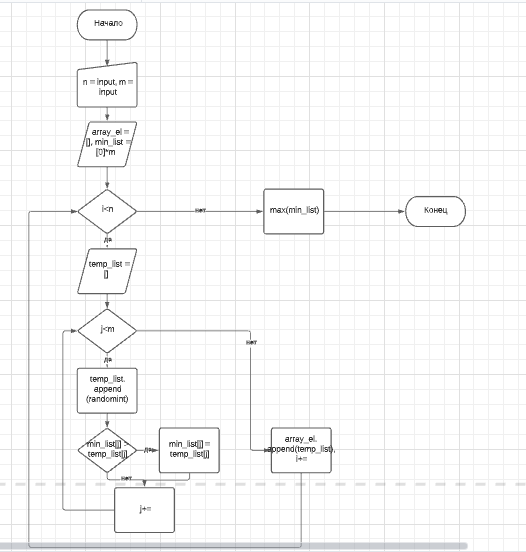 Начало
n = input, m =
input
array_el =
[], min_list =
[0]*m
i<n
нет
max(min_list)
Конец
да
temp_list =
[]
j<m
нет
да
temp_list.
append
(randomint)
min_list[j]
temp_list[j]
да
min_list[j] =
temp_list[j]
array_el.
append(temp_list),
i+=
нет
j+=